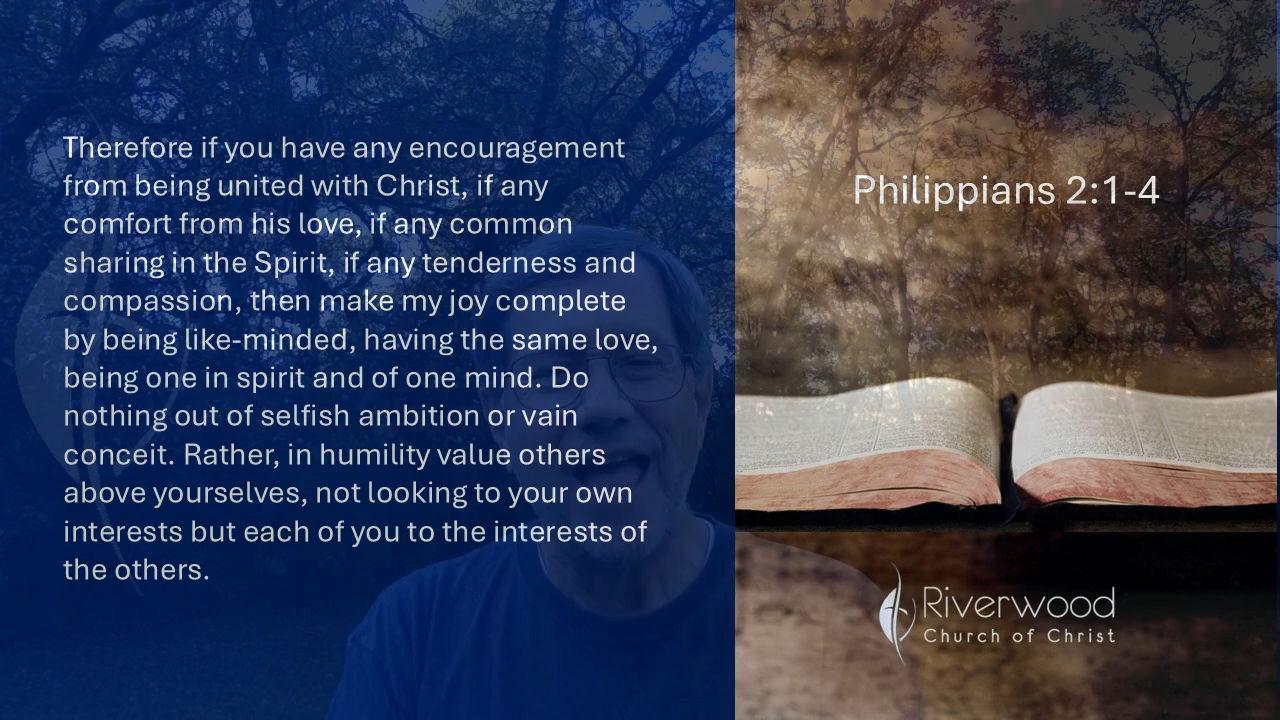 Therefore if you have any encouragement
from being united with Christ, if any
comfort from his love, if any common
sharing in the Spirit, if any tenderness and
compassion, then make my joy complete
by being like-minded, having the same love,
being one in spirit and of one mind. Do
nothing out of selfish ambition or vain
conceit. Rather, in humility value others
above yourselves, not looking to your own
interests but each of you to the interests of
the others.
Philippians 2:1-4
Riverwood
Church of Christ